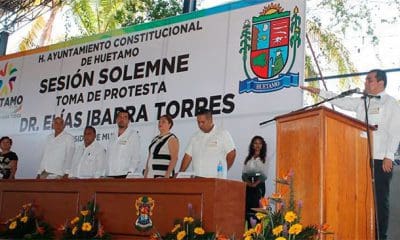 H. AYUNTAMIENTO CONSTITUCIONAL
DE HUETAMO
SESIÓN SOLEMNE
TOMA DE PROTESTA
DR. ELÍAS IBARRA TORRES
HUETAMO